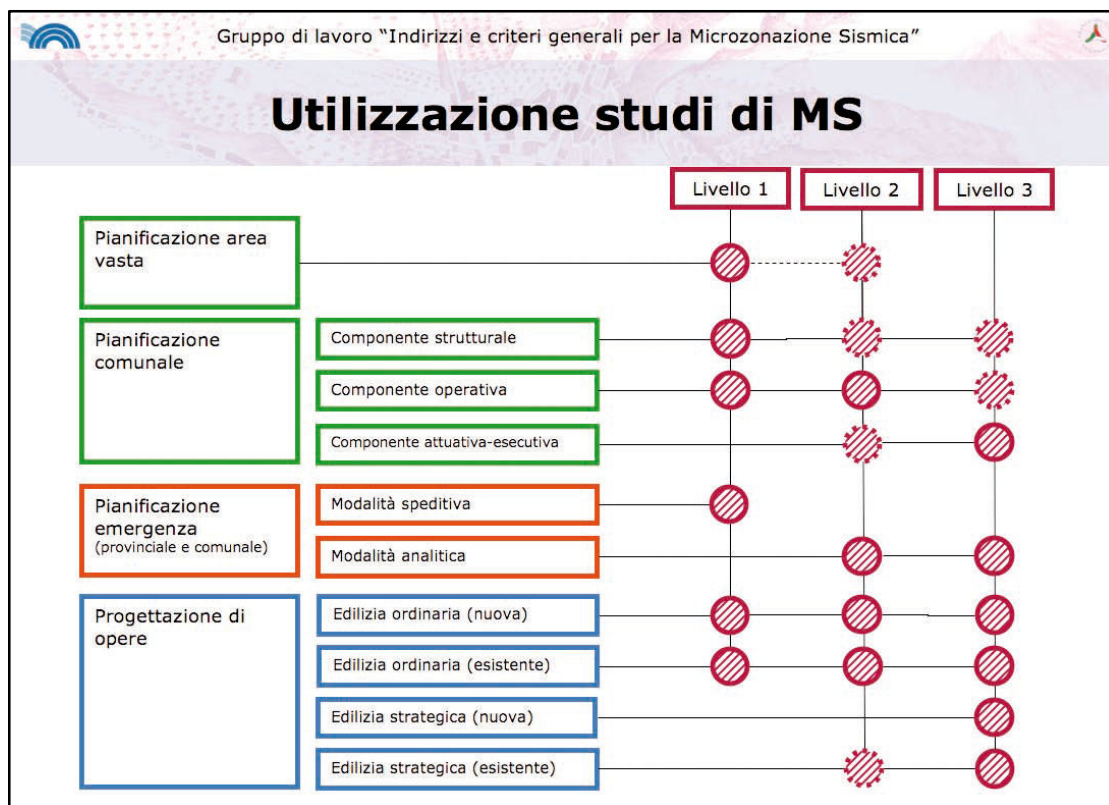 Gruppo di lavoro “Indirizzi e criteri generali per la Microzonazione Sismica”
Utilizzazione studi di MS
Livello 1
Livello 2
Livello 3
Pianificazione area
vasta
Pianificazione
comunale
Componente strutturale
Componente operativa
Componente attuativa-esecutiva
Pianificazione
emergenza
(provinciale e comunale)
Modalità speditiva
Modalità analitica
Progettazione di
opere
Edilizia ordinaria (nuova)
Edilizia ordinaria (esistente)
Edilizia strategica (nuova)
Edilizia strategica (esistente)